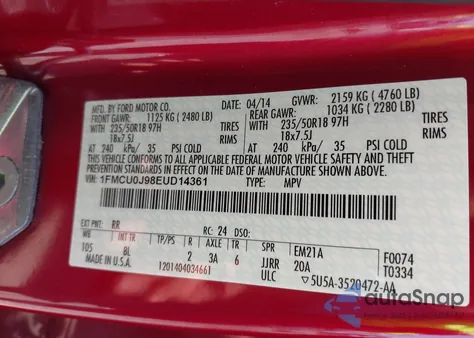 MFD. BY FORD MOTOR CO. DATE: 04/14 GVWR: 2159 KG ( 4760 LB)
FRONT GAWR: 1125 KG ( 2480 LB) REAR GAWR: 1034 KG ( 2280 LB)
WITH 235/50R18 97H TIRES WITH 235/50R18 97H TIRES
18x7.5J RIMS 18x7.5J RIMS
AT 240 kPa/ 35 PSI COLD AT 240 kPa/ 35 PSI COLD
THIS VEHICLE CONFORMS TO ALL APPLICABLE FEDERAL MOTOR VEHICLE SAFETY AND BUMPER
AND THEFT PREVENTION STANDARDS IN EFFECT ON THE DATE OF MANUFACTURE SHOWN ABOVE.
1FMCU0J98EUD14361 TYPE: MPV
EXT PNT: RR RC: 24 DSO:
WB INT TR TP/PS R AXLE TR SPR EM21A F0074
105 8L 2 3A 6 JJRR 20A T0334
MADE IN U.S.A. 1201404034661 ULC 5U5A-3520472-AA
autoSnap